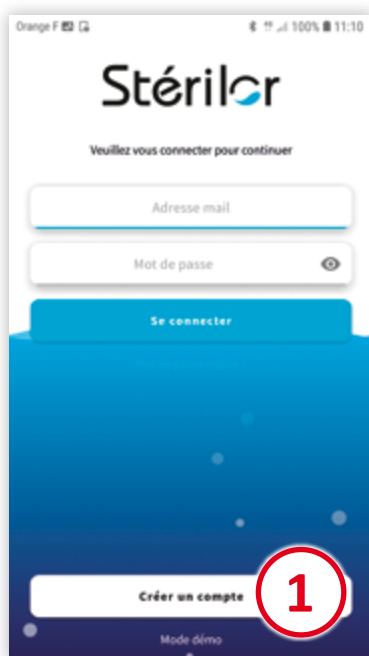 Orange F 100% 11:10
Stérilor
Veuillez vous connecter pour continuer
Adresse mail
Mot de passe
Se connecter
Créer un compte
1
Mode démo